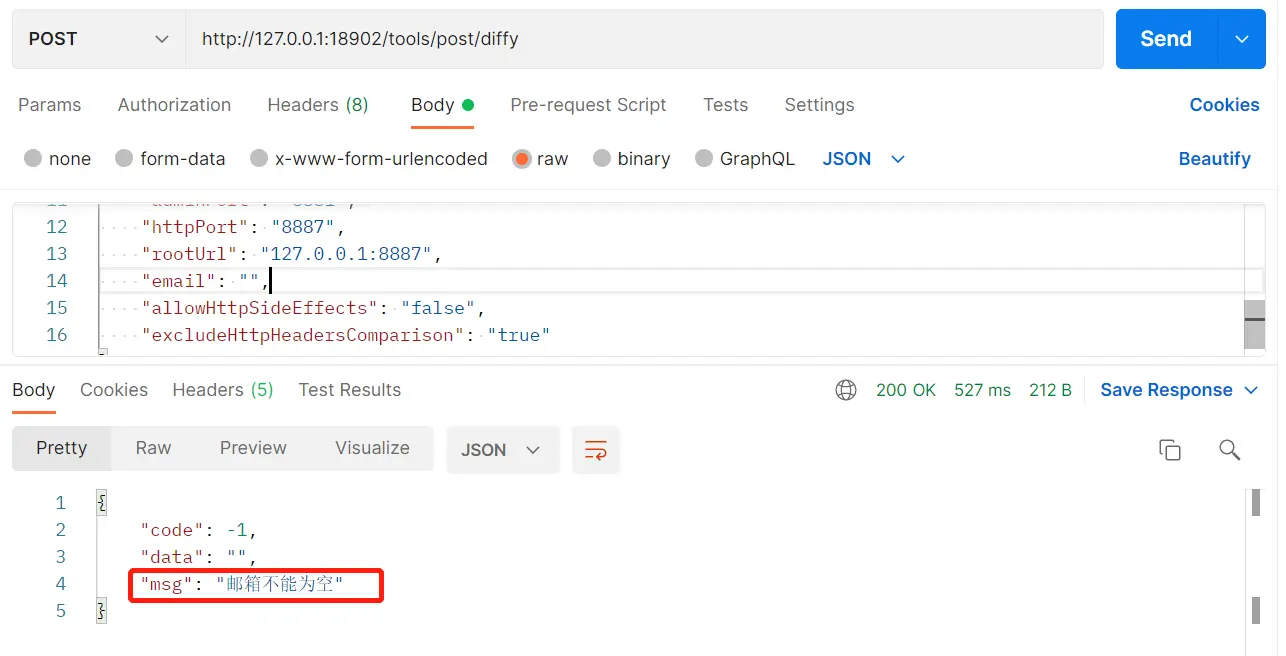 POST http://127.0.0.1:18902/tools/post/diffy Send
Params Authorization Headers (8) Body Pre-request Script Tests Settings Cookies
none form-data x-www-form-urlencoded raw binary GraphQL JSON Beautify
12 "httpPort": "8887",
13 "rootUrl": "127.0.0.1:8887",
14 "email": "",
15 "allowHttpSideEffects": "false",
16 "excludeHttpHeadersComparison": "true"
Body Cookies Headers (5) Test Results 200 OK 527 ms 212 B Save Response
Pretty Raw Preview Visualize JSON
1 {
2 "code": -1,
3 "data": "",
4 "msg": "邮箱不能为空"
5 }